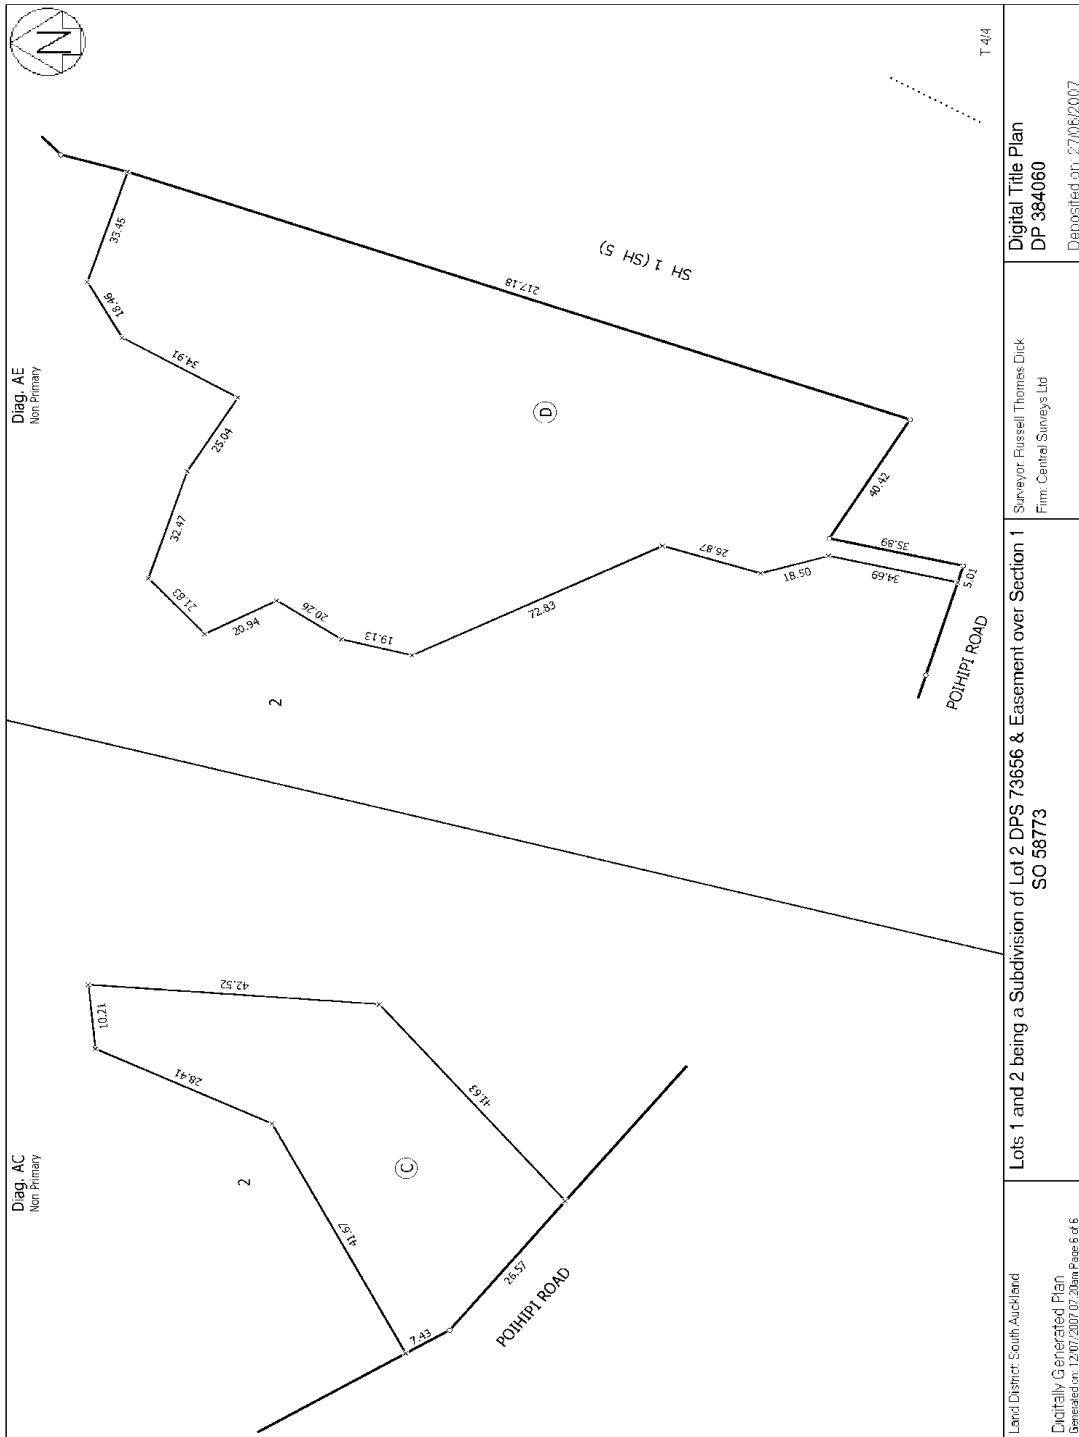 Diag. AC
Non Primary
2
10.21
42.52
28.41
41.67
C
41.63
7.43
26.57
POIHIPI ROAD
Diag. AE
Non Primary
N
33.45
18.46
34.91
25.04
32.47
21.83
20.94
20.26
19.13
2
72.83
26.87
18.50
34.69
35.89
5.01
40.42
217.18
SH 1 (SH 5)
D
POIHIPI ROAD
T 4/4
Land District: South Auckland
Digitally Generated Plan
Generated on: 12/07/2007 07:20am Page 6 of 6
Lots 1 and 2 being a Subdivision of Lot 2 DPS 73656 & Easement over Section 1
SO 58773
Surveyor: Russell Thomas Dick
Firm: Central Surveys Ltd
Digital Title Plan
DP 384060
Deposited on: 27/06/2007